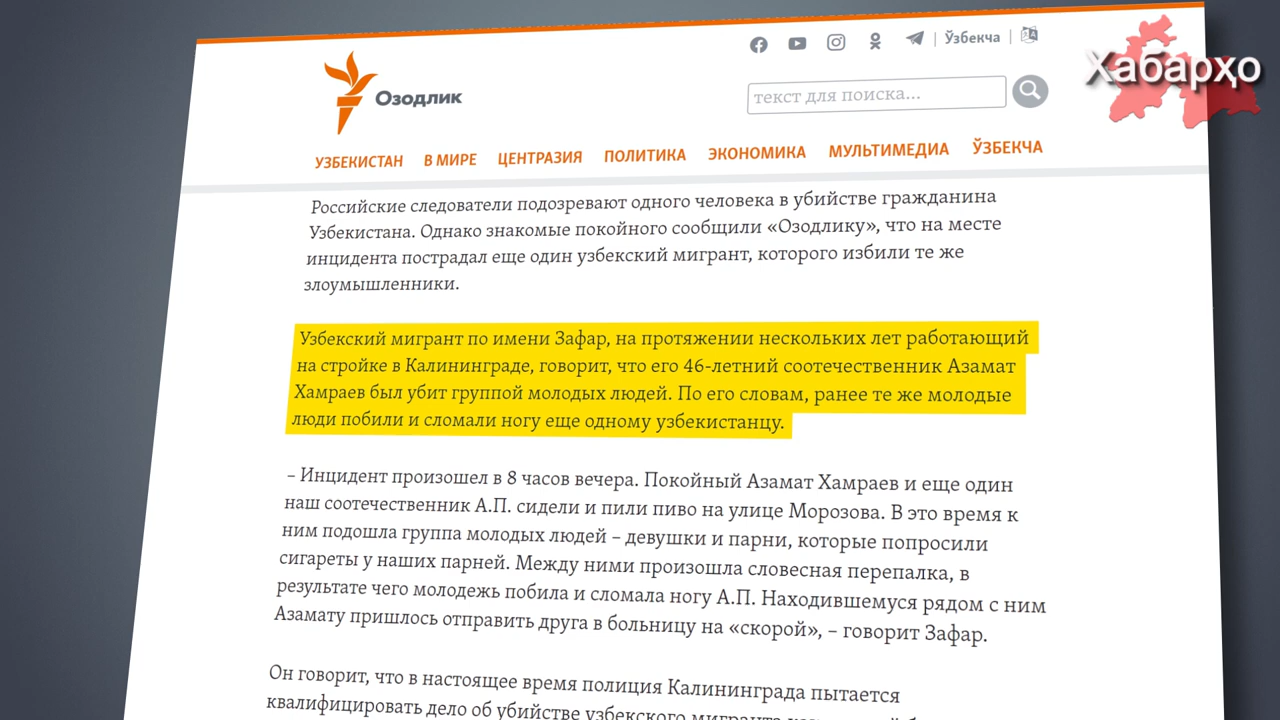 Ўзбекча
Хабарҳо
Озодлик
текст для поиска...
УЗБЕКИСТАН В МИРЕ ЦЕНТРАЗИЯ ПОЛИТИКА ЭКОНОМИКА МУЛЬТИМЕДИА ЎЗБЕКЧА
Российские следователи подозревают одного человека в убийстве гражданина
Узбекистана. Однако знакомые покойного сообщили «Озодлику», что на месте
инцидента пострадал еще один узбекский мигрант, которого избили те же
злоумышленники.
Узбекский мигрант по имени Зафар, на протяжении нескольких лет работающий
на стройке в Калининграде, говорит, что его 46-летний соотечественник Азамат
Хамраев был убит группой молодых людей. По его словам, ранее те же молодые
люди побили и сломали ногу еще одному узбекистанцу.
– Инцидент произошел в 8 часов вечера. Покойный Азамат Хамраев и еще один
наш соотечественник А.П. сидели и пили пиво на улице Морозова. В это время к
ним подошла группа молодых людей – девушки и парни, которые попросили
сигареты у наших парней. Между ними произошла словесная перепалка, в
результате чего молодежь побила и сломала ногу А.П. Находившемуся рядом с ним
Азамату пришлось отправить друга в больницу на «скорой», – говорит Зафар.
Он говорит, что в настоящее время полиция Калининграда пытается
квалифицировать дело об убийстве узбекского мигранта